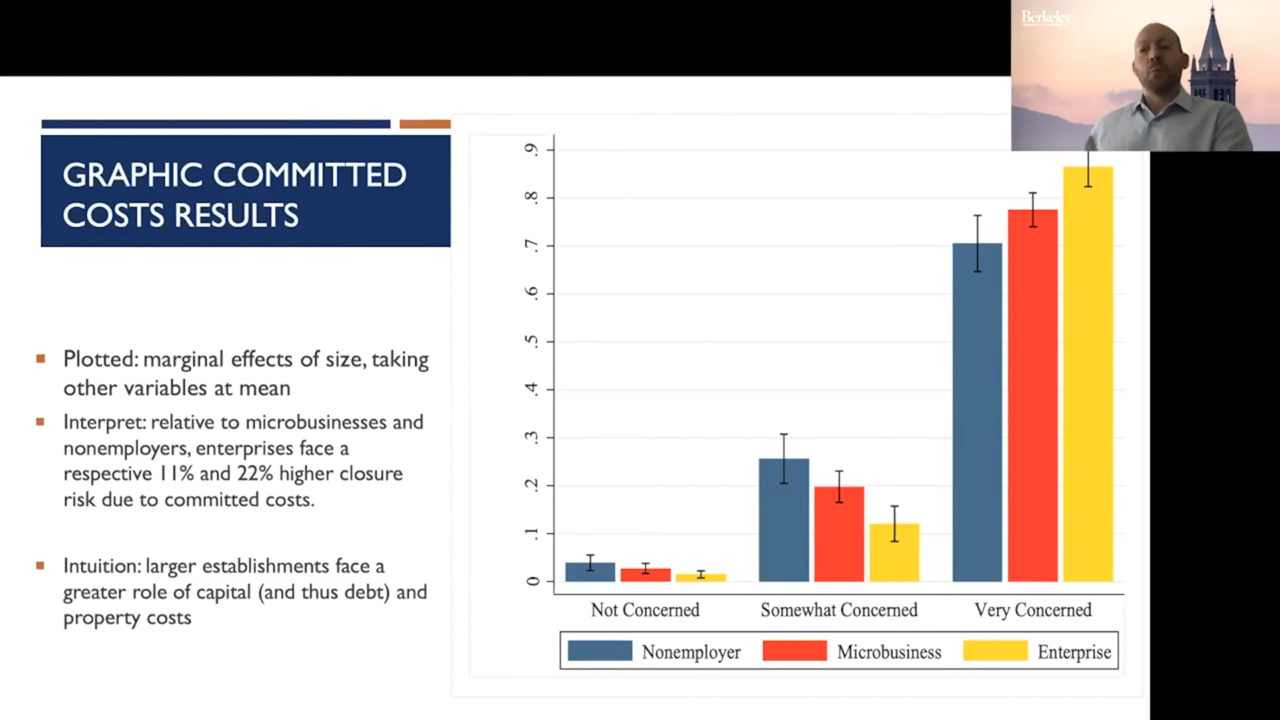 Berkeley
GRAPHIC COMMITTED
COSTS RESULTS
Plotted: marginal effects of size, taking
other variables at mean
Interpret: relative to microbusinesses and
nonemployers, enterprises face a
respective 11% and 22% higher closure
risk due to committed costs.
Intuition: larger establishments face a
greater role of capital (and thus debt) and
property costs
.9
.8
.7
.6
.5
.4
.3
.2
.1
0
Not Concerned Somewhat Concerned Very Concerned
Nonemployer Microbusiness Enterprise